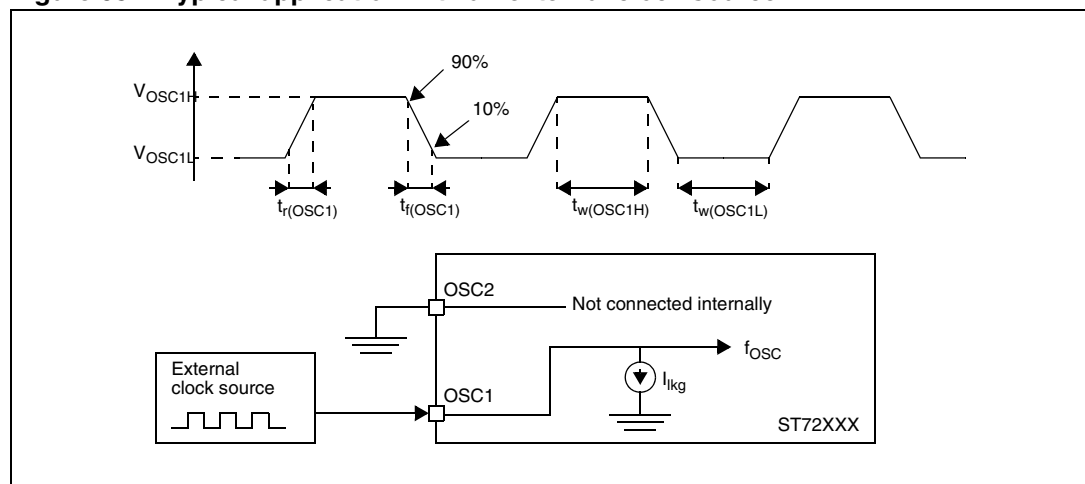 90%
V_OSC1H
10%
V_OSC1L
t_r(OSC1)
t_f(OSC1)
t_w(OSC1H)
t_w(OSC1L)
OSC2
Not connected internally
f_OSC
External
clock source
I_lkg
OSC1
ST72XXX